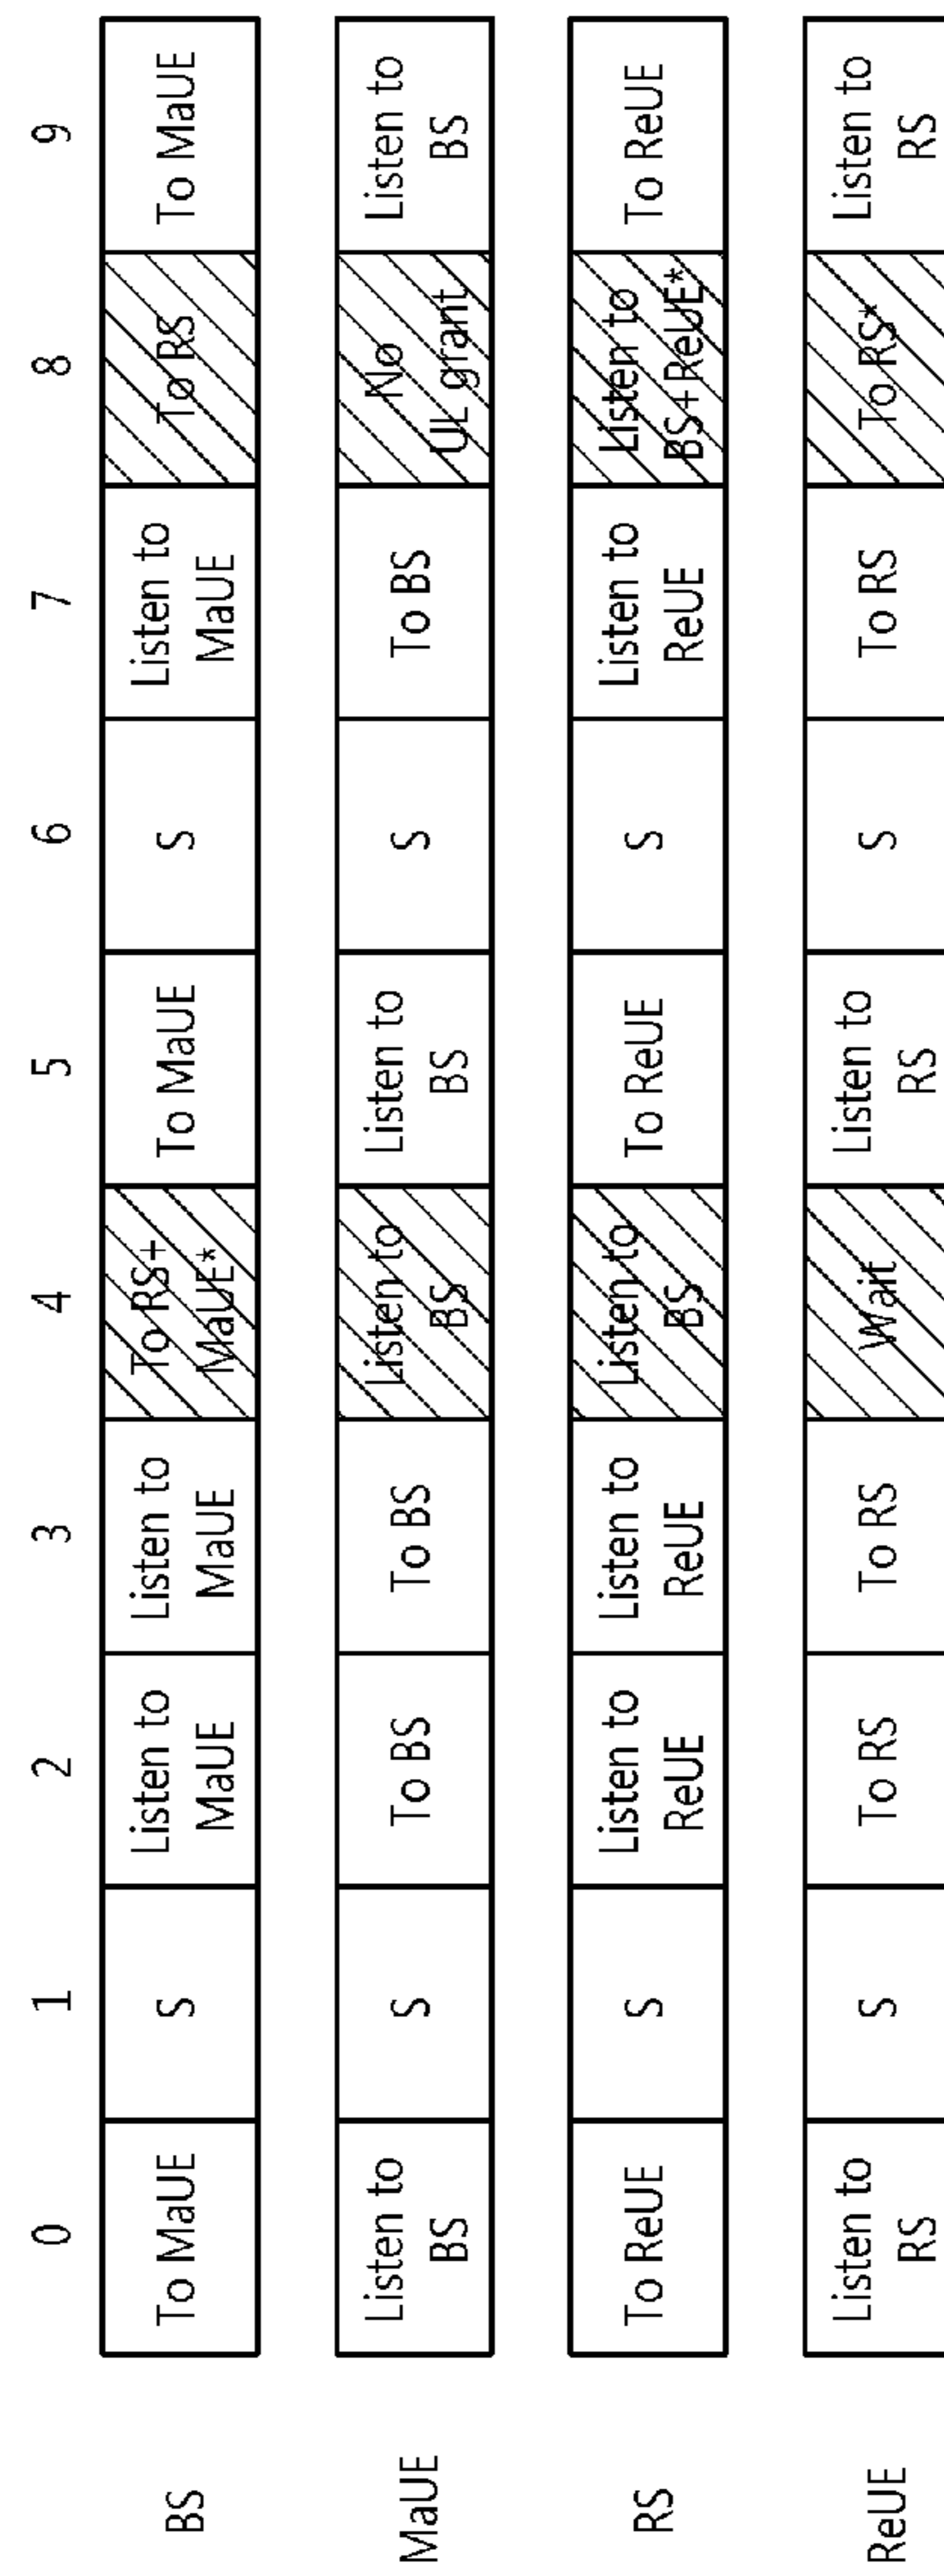 0 1 2 3 4 5 6 7 8 9
BS
To MaUE
S
Listen to
MaUE
Listen to
MaUE
To RS+
MaUE*
To MaUE
S
Listen to
MaUE
To RS
To MaUE
MaUE
Listen to
BS
S
To BS
To BS
Listen to
BS
Listen to
BS
S
To BS
No
UL grant
Listen to
BS
RS
To ReUE
S
Listen to
ReUE
Listen to
ReUE
Listen to
BS
To ReUE
S
Listen to
ReUE
Listen to
BS+ReUE*
To ReUE
ReUE
Listen to
RS
S
To RS
To RS
Wait
Listen to
RS
S
To RS
To RS*
Listen to
RS